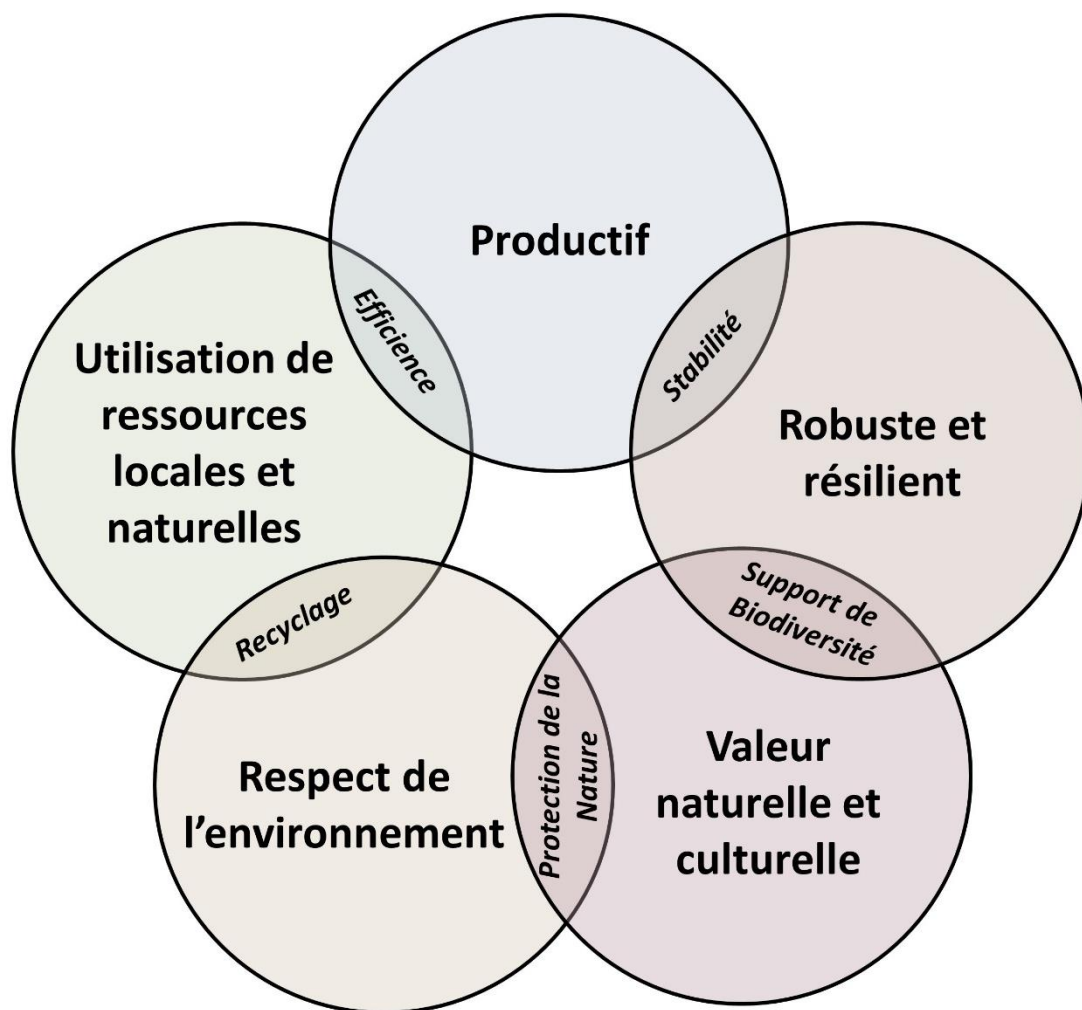 Productif
Efficience
Stabilité
Utilisation de
ressources
locales et
naturelles
Robuste et
résilient
Recyclage
Support de
Biodiversité
Respect de
l’environnement
Protection de la
Nature
Valeur
naturelle et
culturelle